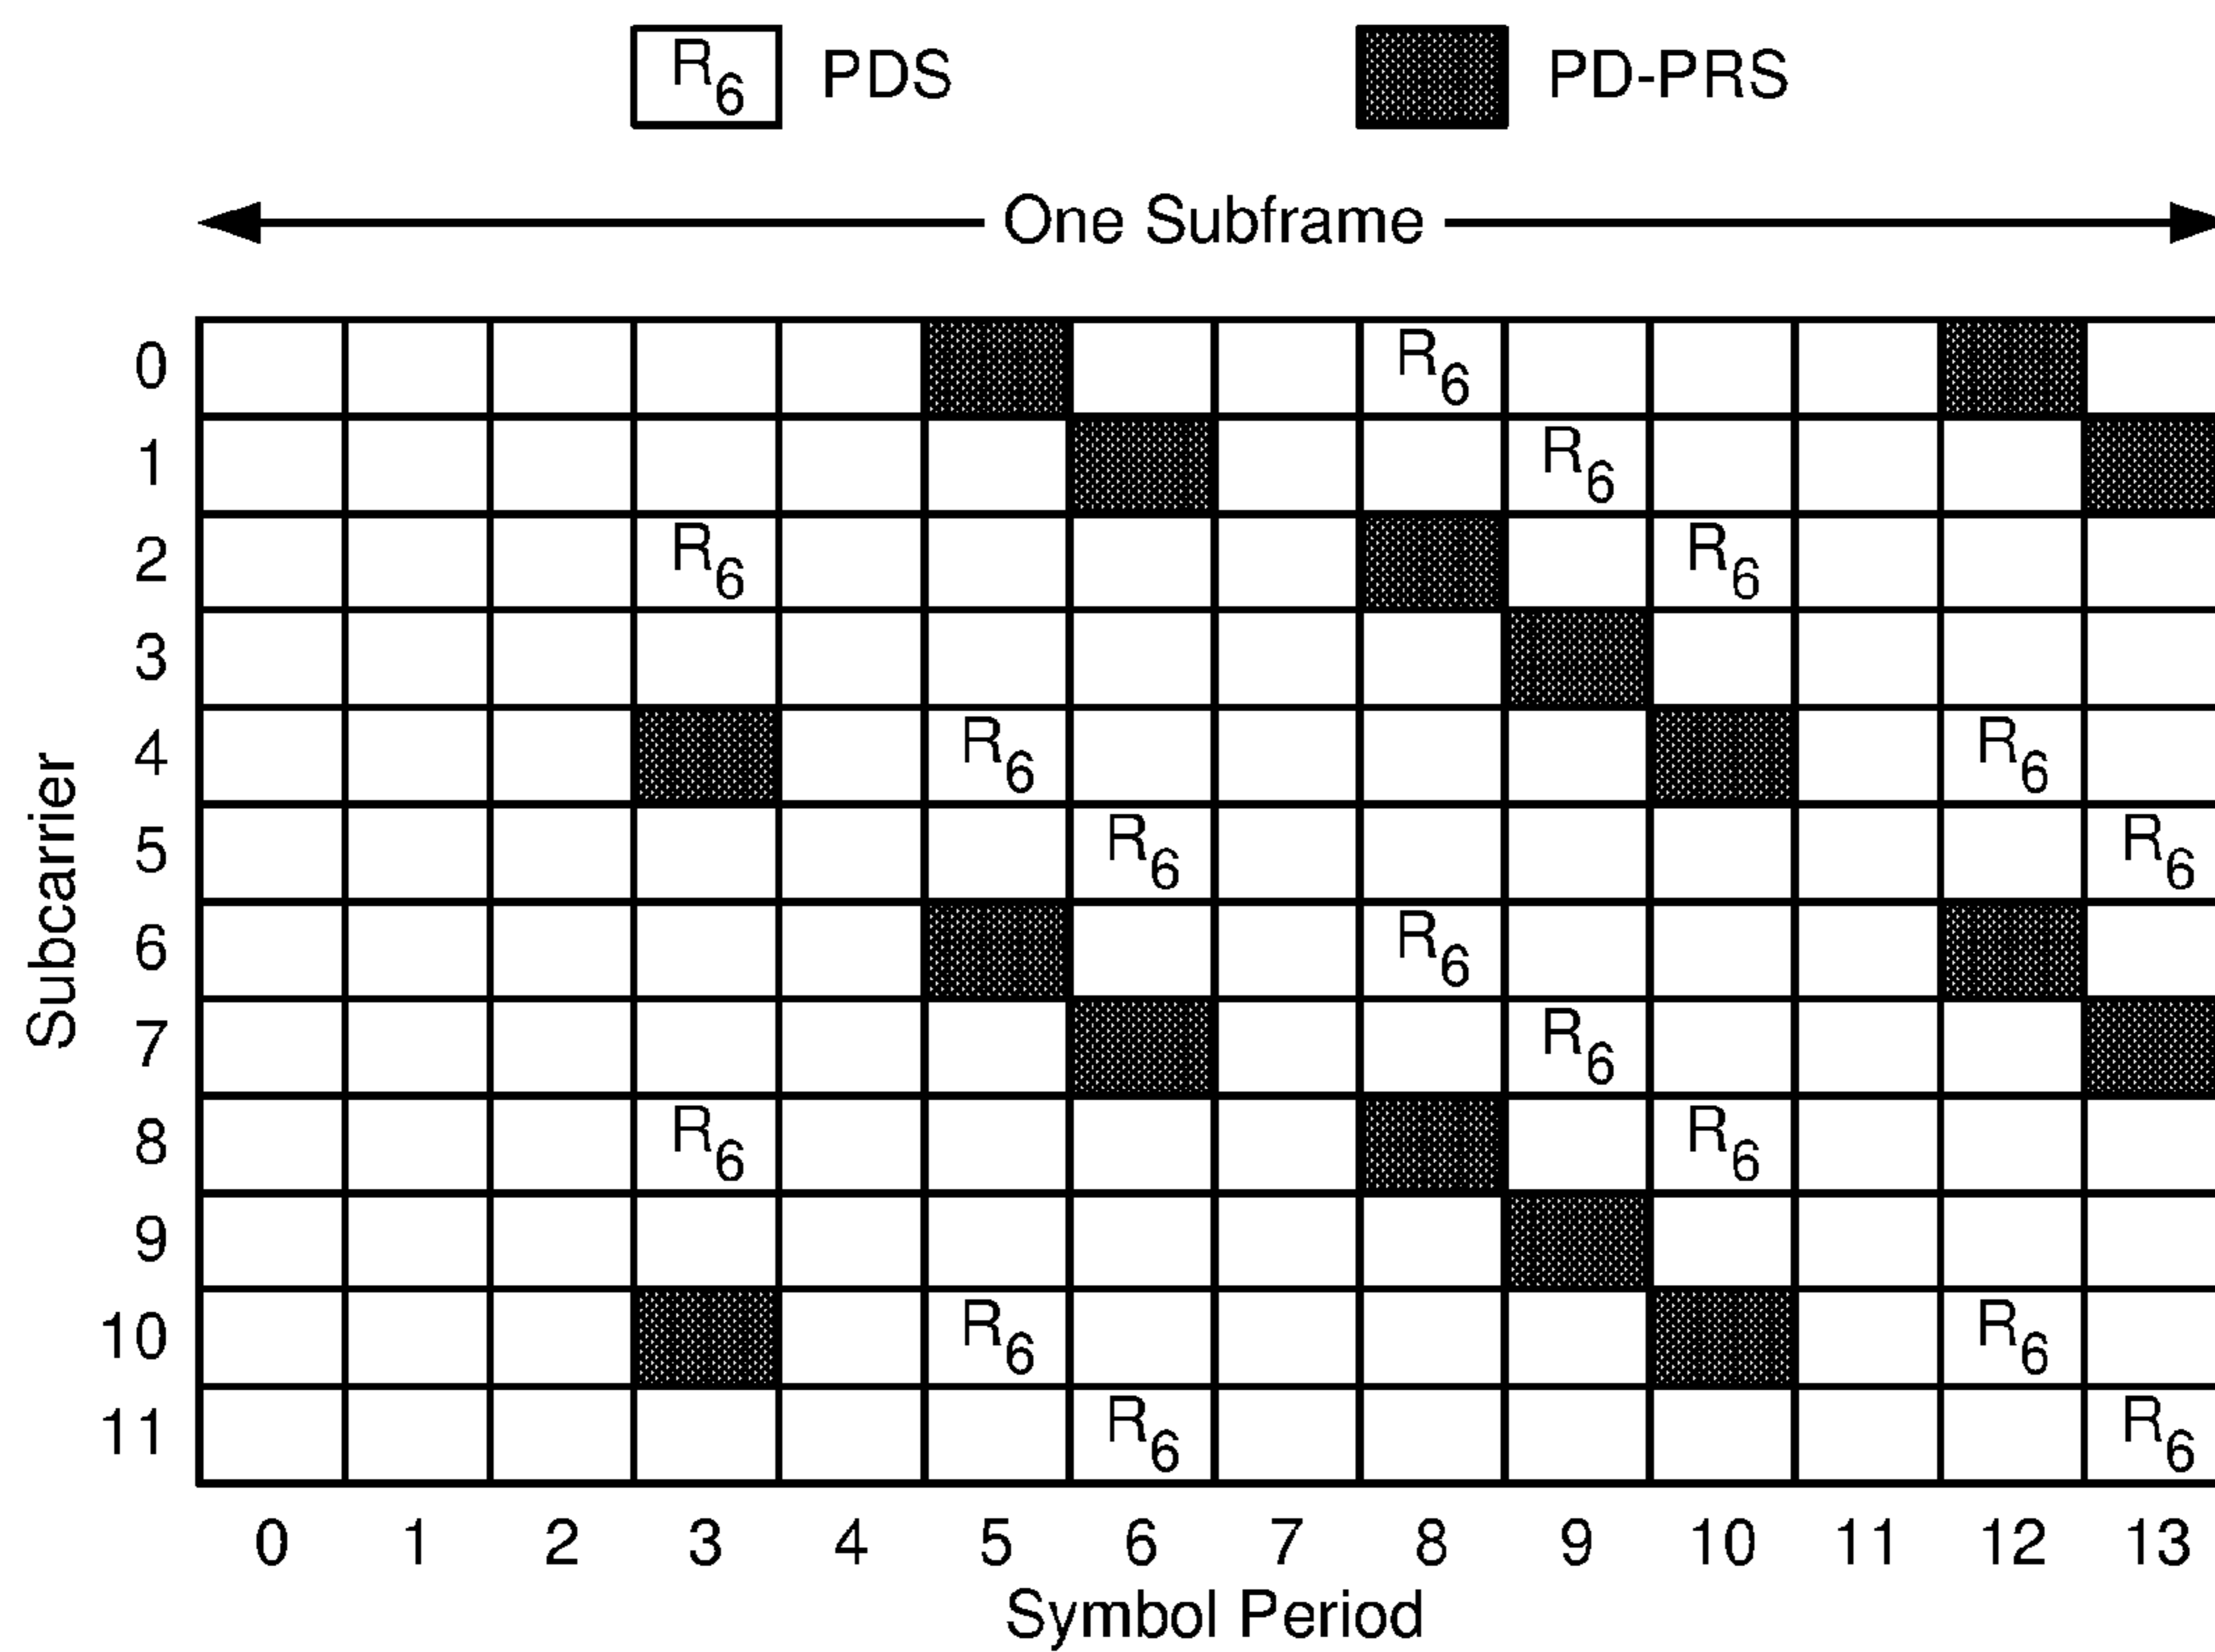 R6 PDS PD-PRS
One Subframe
0 R6
1 R6
2 R6 R6
3
4 R6 R6
5 R6 R6
6 R6
7 R6
8 R6 R6
9
10 R6 R6
11 R6 R6
Subcarrier
0 1 2 3 4 5 6 7 8 9 10 11 12 13
Symbol Period